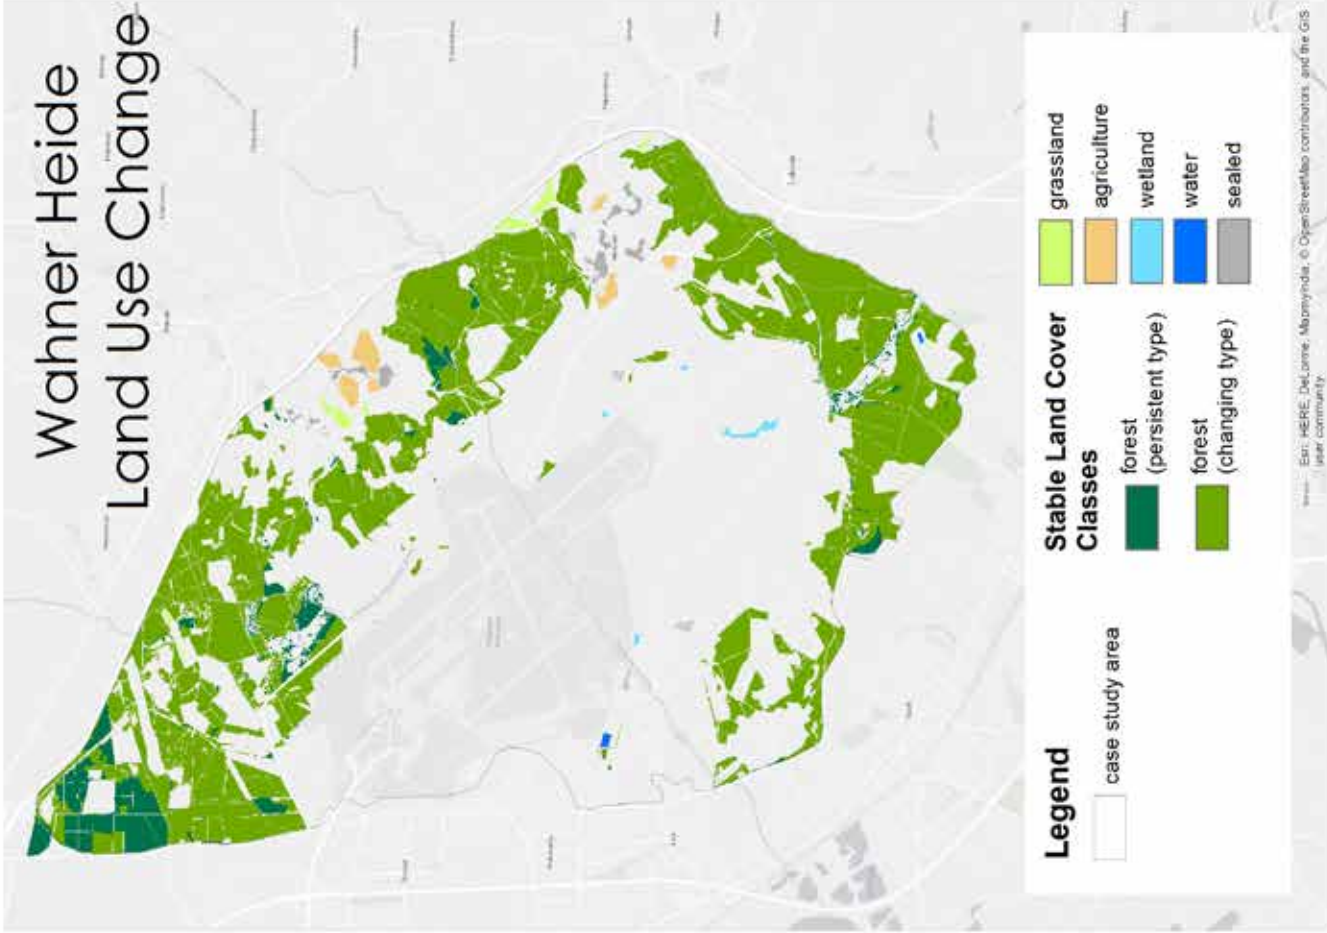 Wahner Heide
Land Use Change
Legend
case study area
Stable Land Cover
Classes
forest
(persistent type)
forest
(changing type)
grassland
agriculture
wetland
water
sealed
Esri, HERE, DeLorme, MapmyIndia, © OpenStreetMap contributors, and the GIS
user community